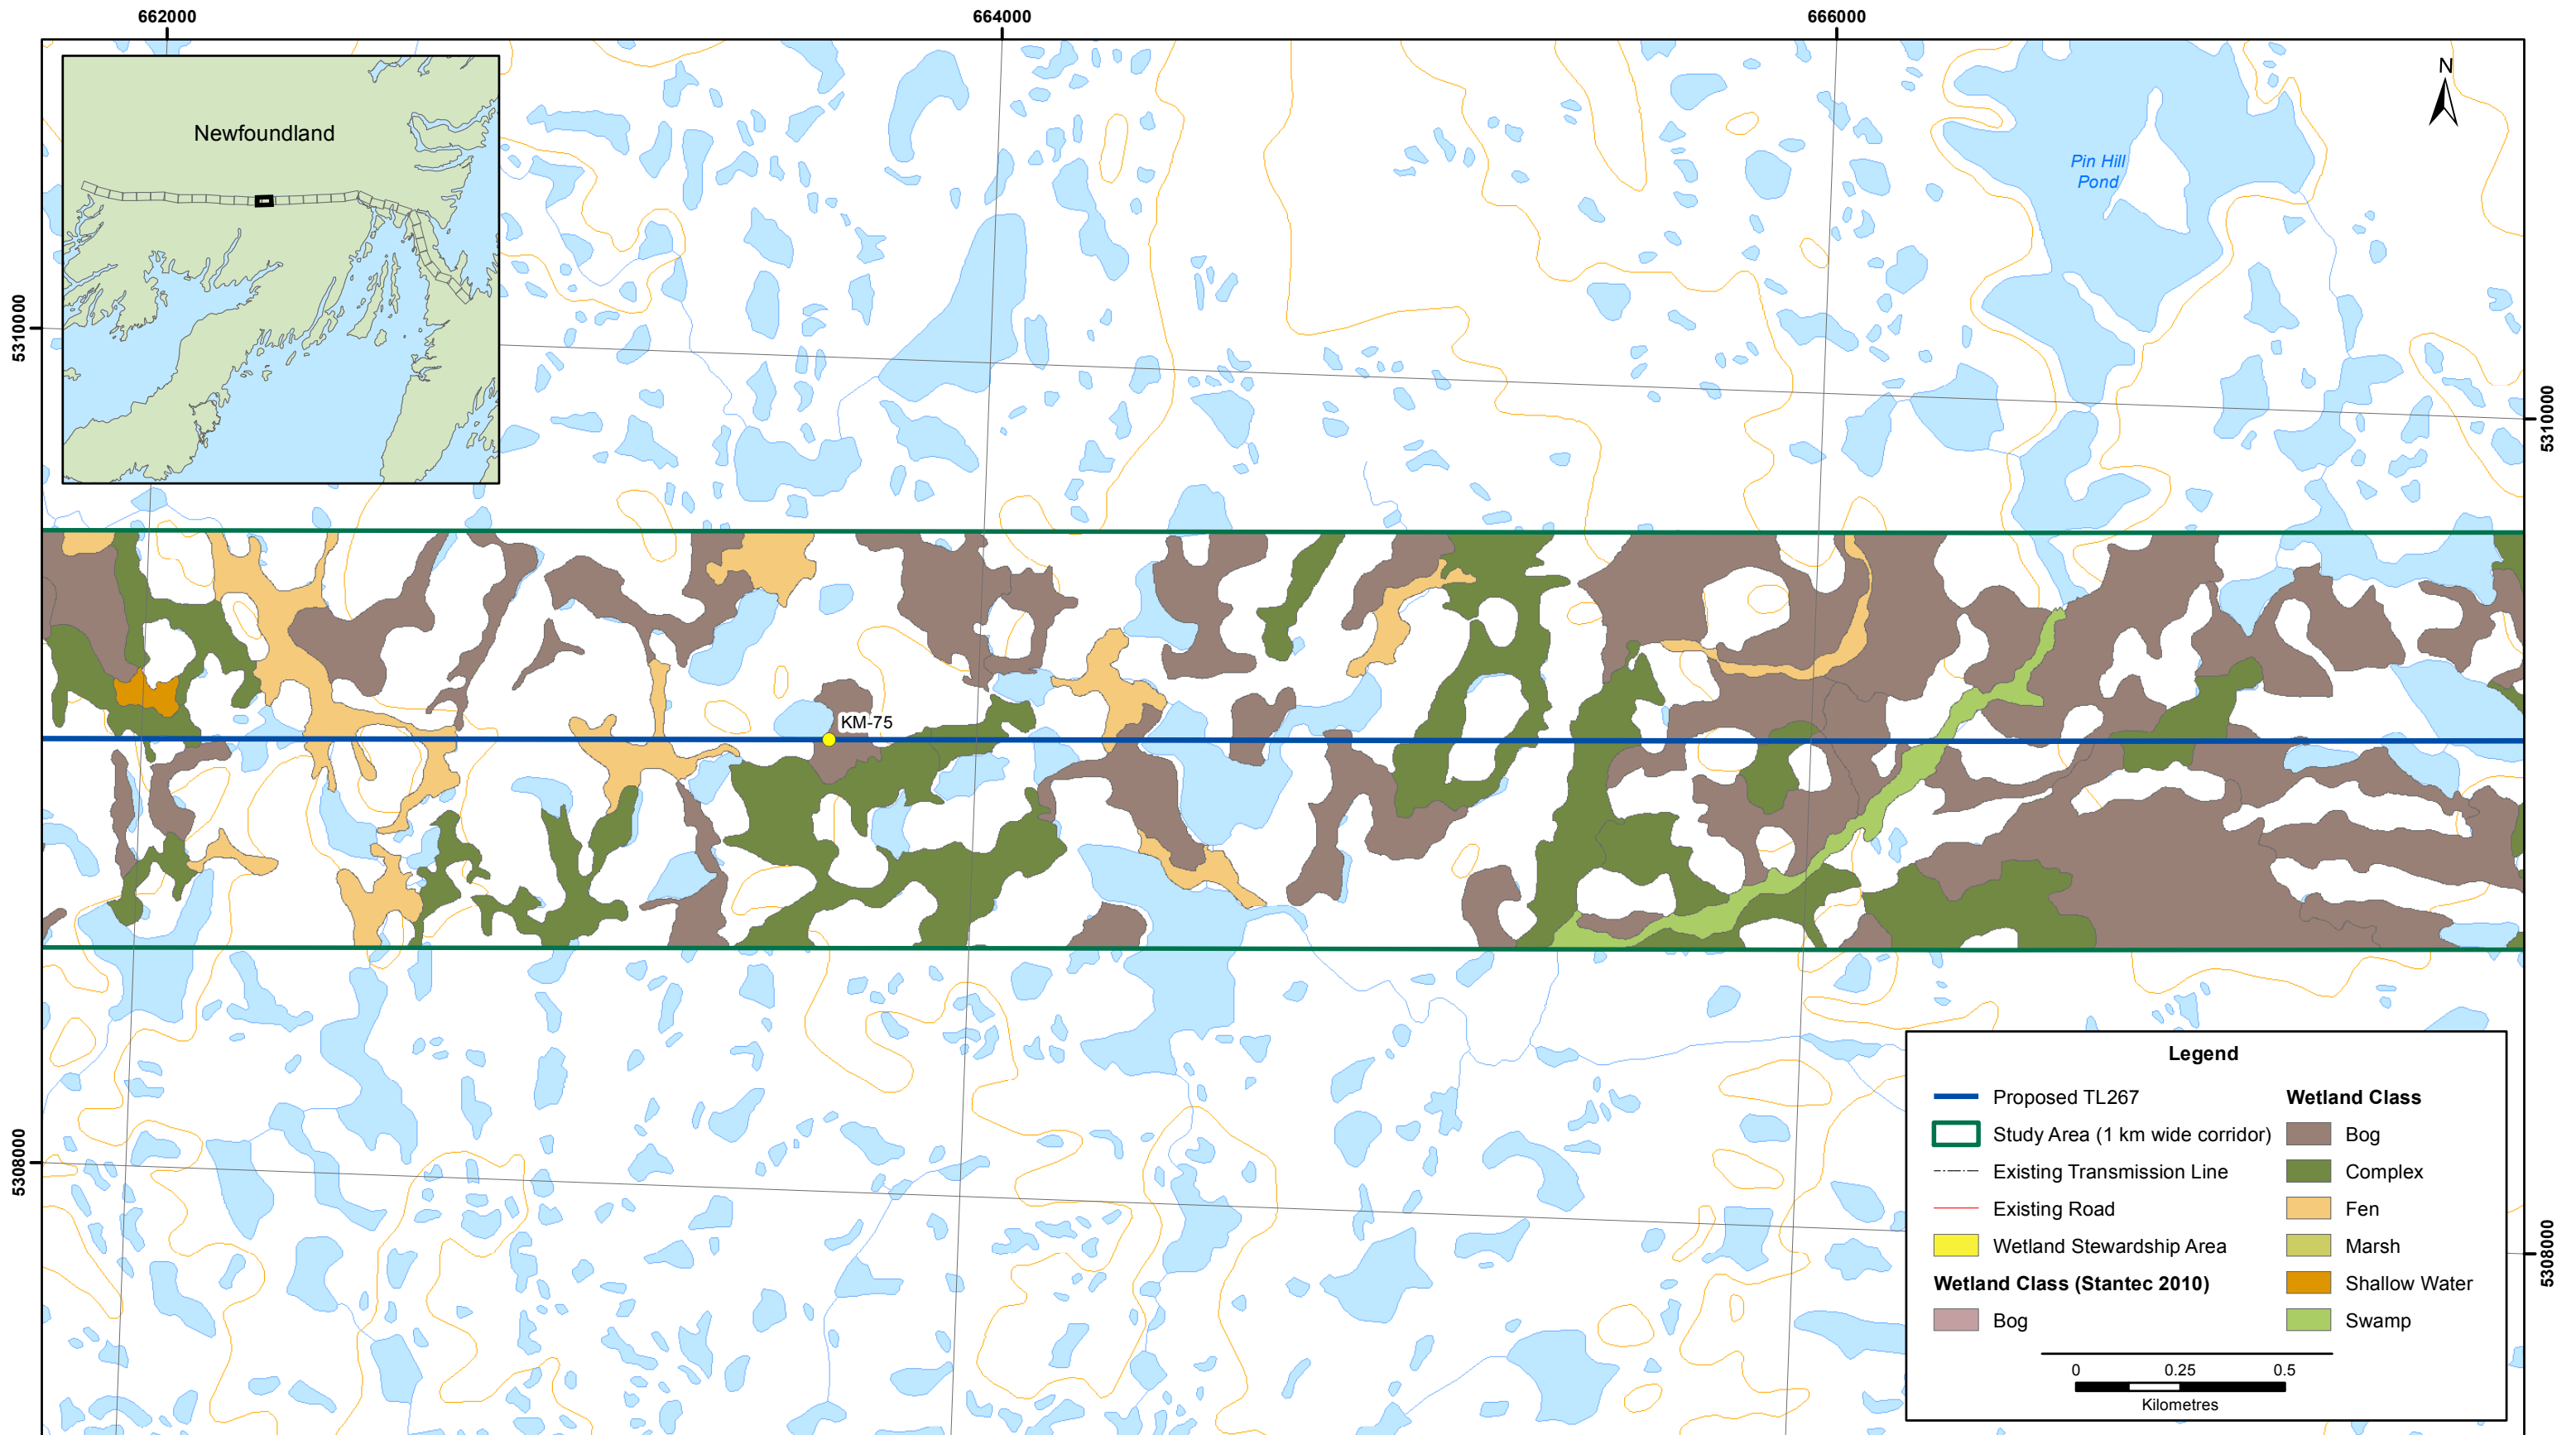 662000
664000
666000
N
Newfoundland
Pin Hill
Pond
5310000
5310000
KM-75
5308000
5308000
Legend
Proposed TL267
Study Area (1 km wide corridor)
Existing Transmission Line
Existing Road
Wetland Stewardship Area
Wetland Class (Stantec 2010)
Bog
Wetland Class
Bog
Complex
Fen
Marsh
Shallow Water
Swamp
0 0.25 0.5
Kilometres